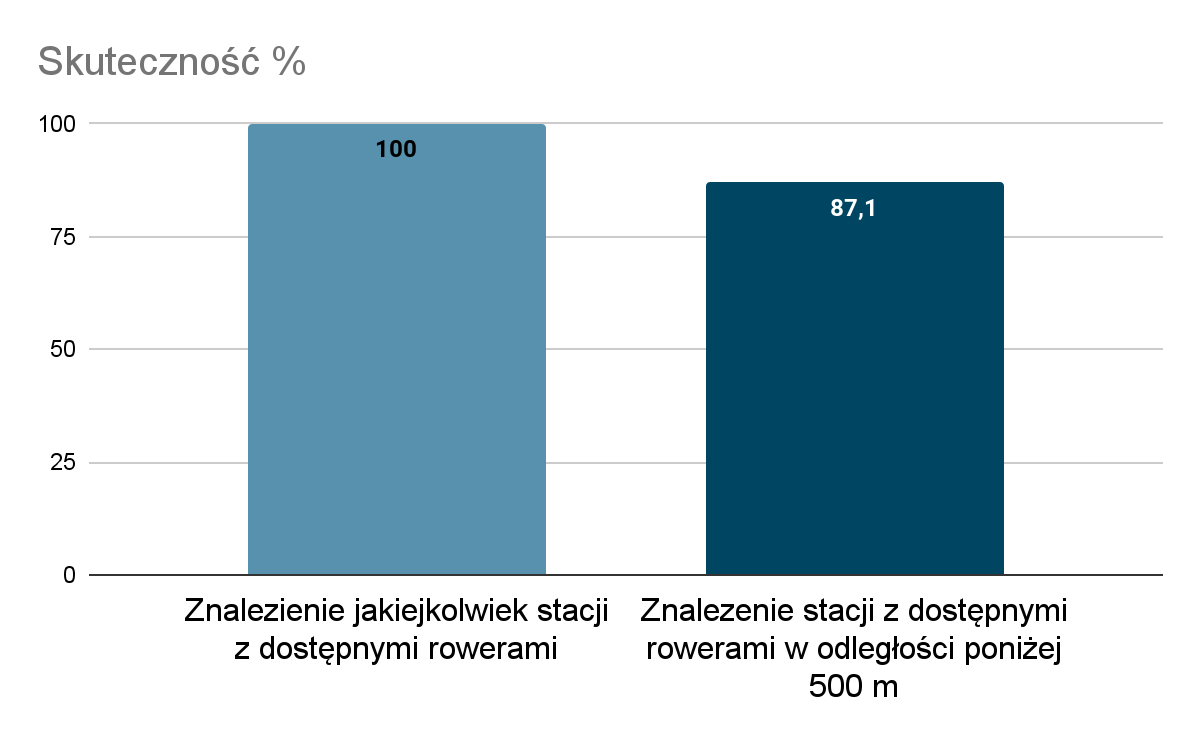 Skuteczność %
100
75
50
25
0
100
87,1
Znalezienie jakiejkolwiek stacji
z dostępnymi rowerami
Znalezenie stacji z dostępnymi
rowerami w odległości poniżej
500 m